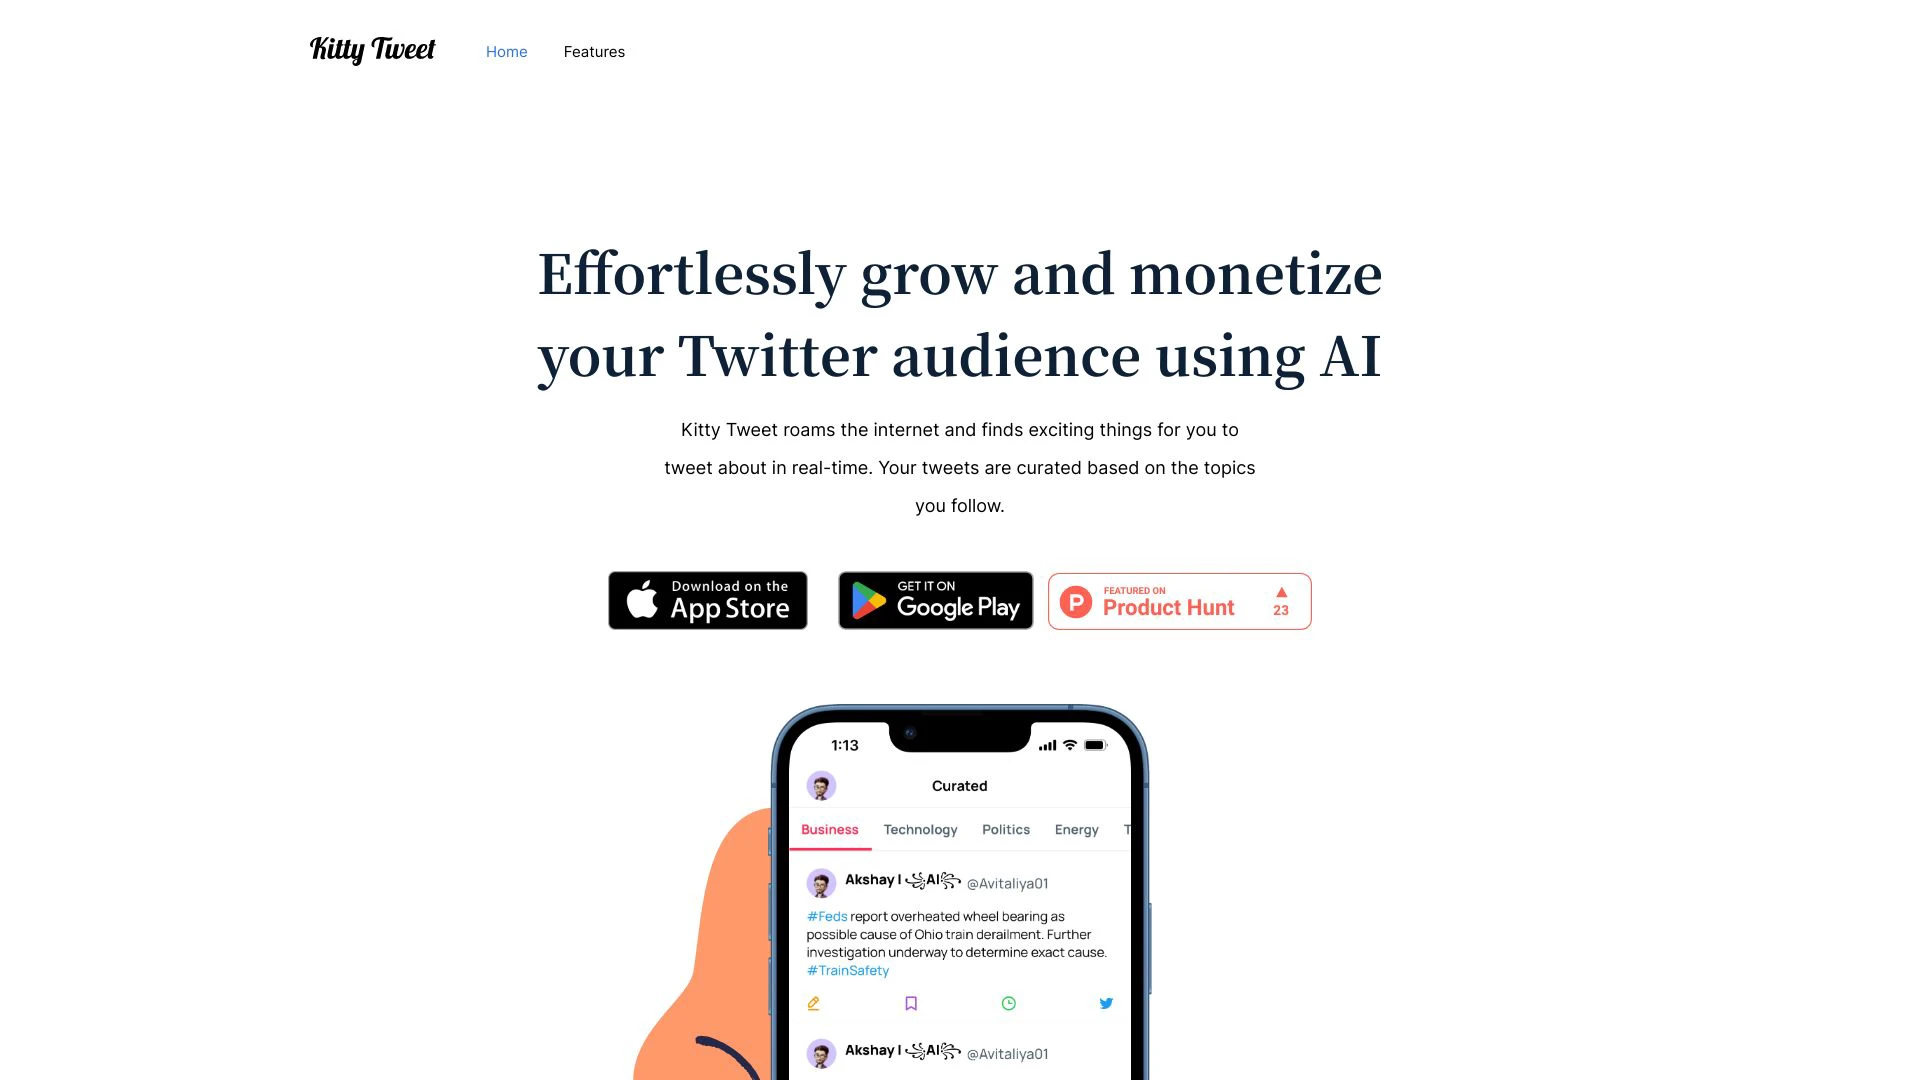 Kitty Tweet
Home
Features
Effortlessly grow and monetize
your Twitter audience using AI
Kitty Tweet roams the internet and finds exciting things for you to
tweet about in real-time. Your tweets are curated based on the topics
you follow.
Download on the
App Store
GET IT ON
Google Play
FEATURED ON
Product Hunt
23
1:13
Curated
Business Technology Politics Energy T
Akshay | ꧁AI꧂ @Avitaliya01
#Feds report overheated wheel bearing as
possible cause of Ohio train derailment. Further
investigation underway to determine exact cause.
#TrainSafety
Akshay | ꧁AI꧂ @Avitaliya01